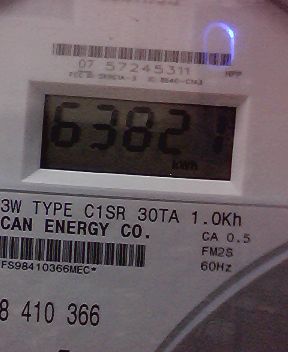 07 57245311 HPP
63821
kWh
3W TYPE C1SR 30TA 1.0Kh
CAN ENERGY CO.
CA 0.5
FM2S
60Hz
FS98410366MEC*
8 410 366